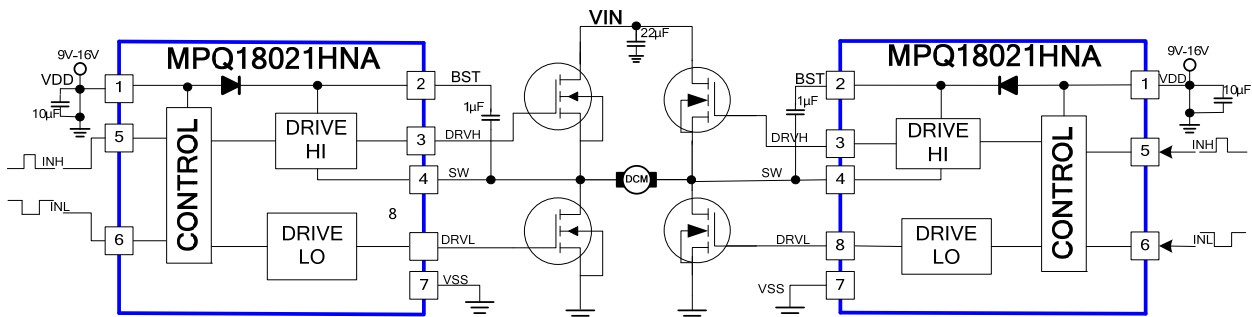 VIN
22µF
MPQ18021HNA
9V-16V
VDD
10µF
1
2
BST
1µF
5
INH
3
DRVH
DRIVE
HI
4
SW
CONTROL
8
INL
6
DRIVE
LO
DRVL
7
VSS
DCM
MPQ18021HNA
9V-16V
BST
2
1
VDD
10µF
1µF
DRVH
3
DRIVE
HI
5
INH
SW
4
CONTROL
DRVL
8
DRIVE
LO
6
INL
VSS
7